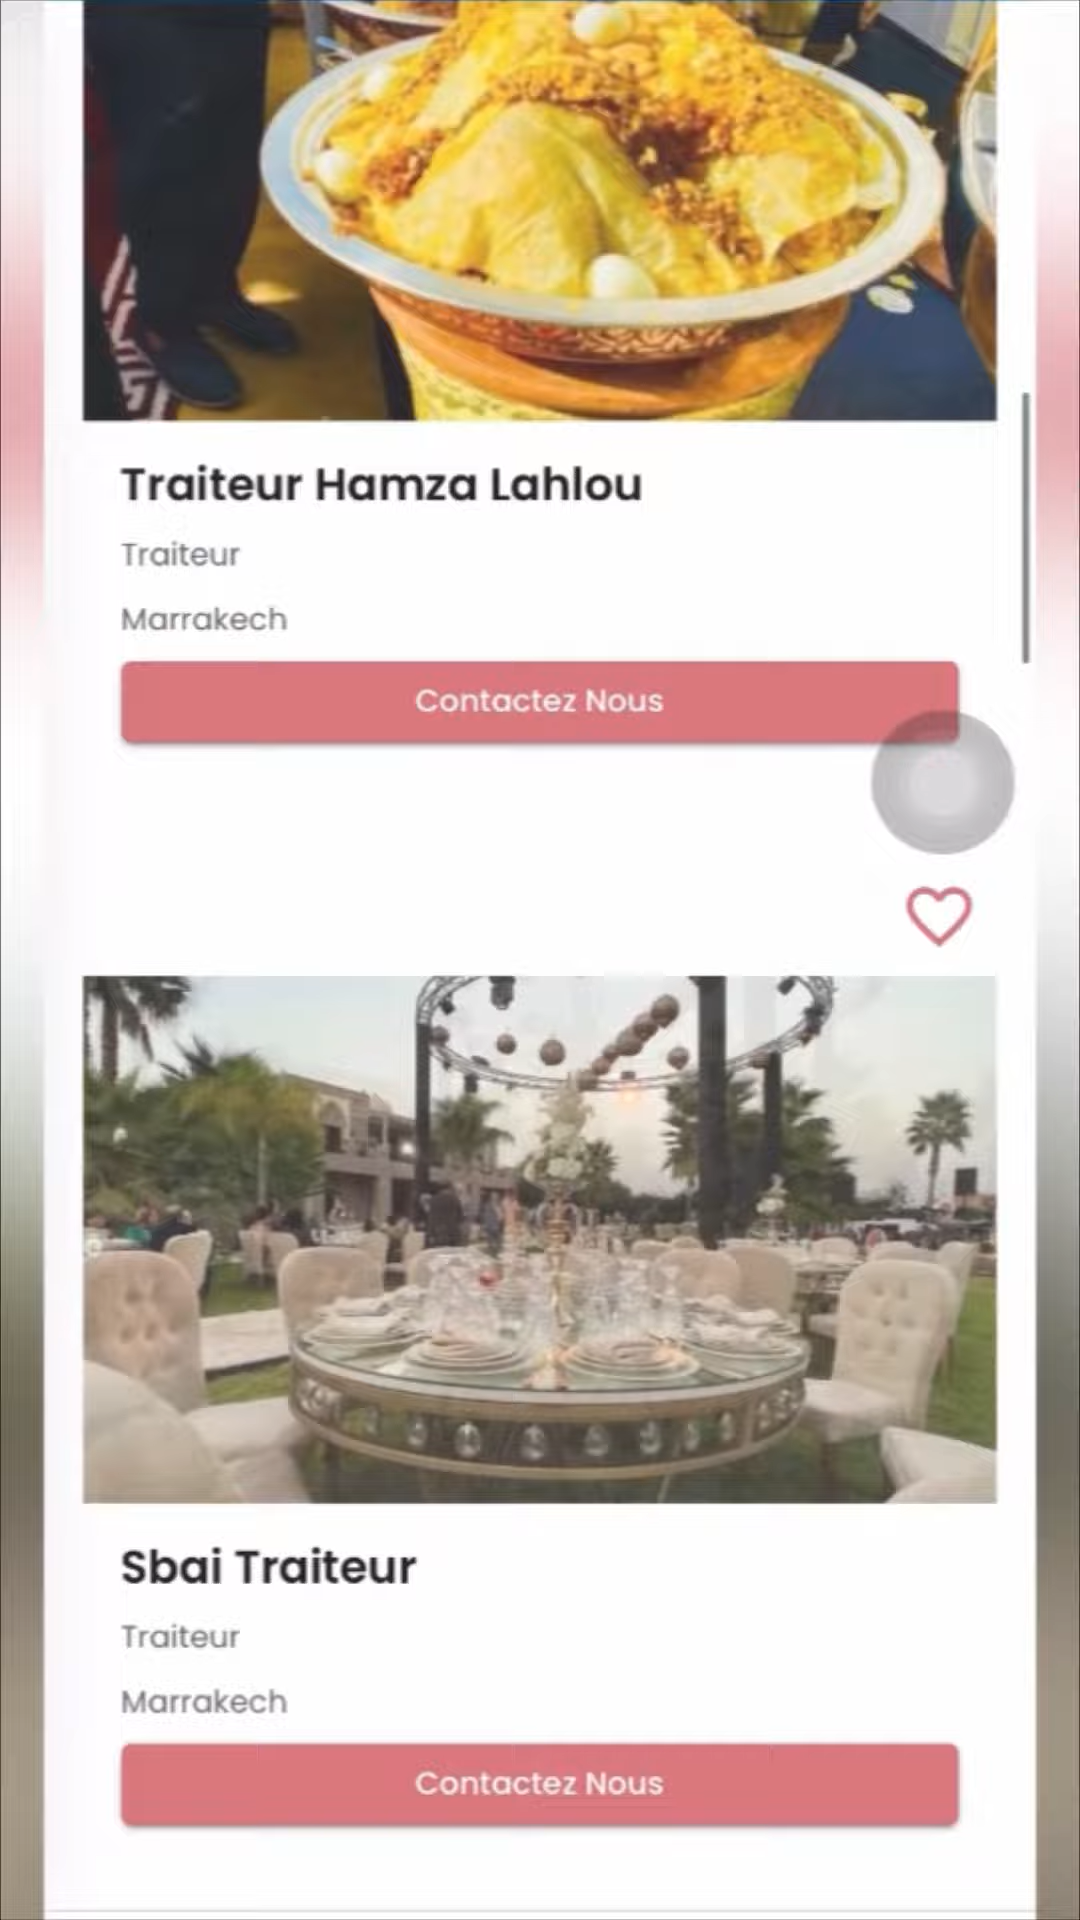 Traiteur Hamza Lahlou
Traiteur
Marrakech
Contactez Nous
Sbai Traiteur
Traiteur
Marrakech
Contactez Nous